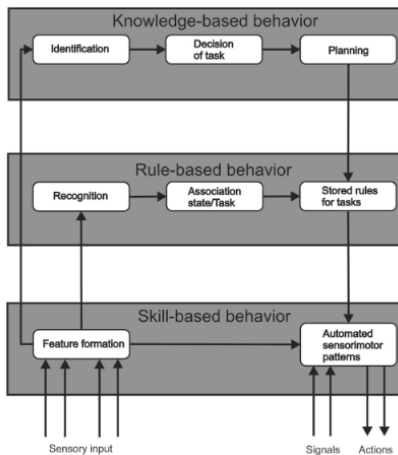 Knowledge-based behavior
Identification
Decision
of task
Planning
Rule-based behavior
Recognition
Association
state/Task
Stored rules
for tasks
Skill-based behavior
Feature formation
Automated
sensorimotor
patterns
Sensory input
Signals
Actions